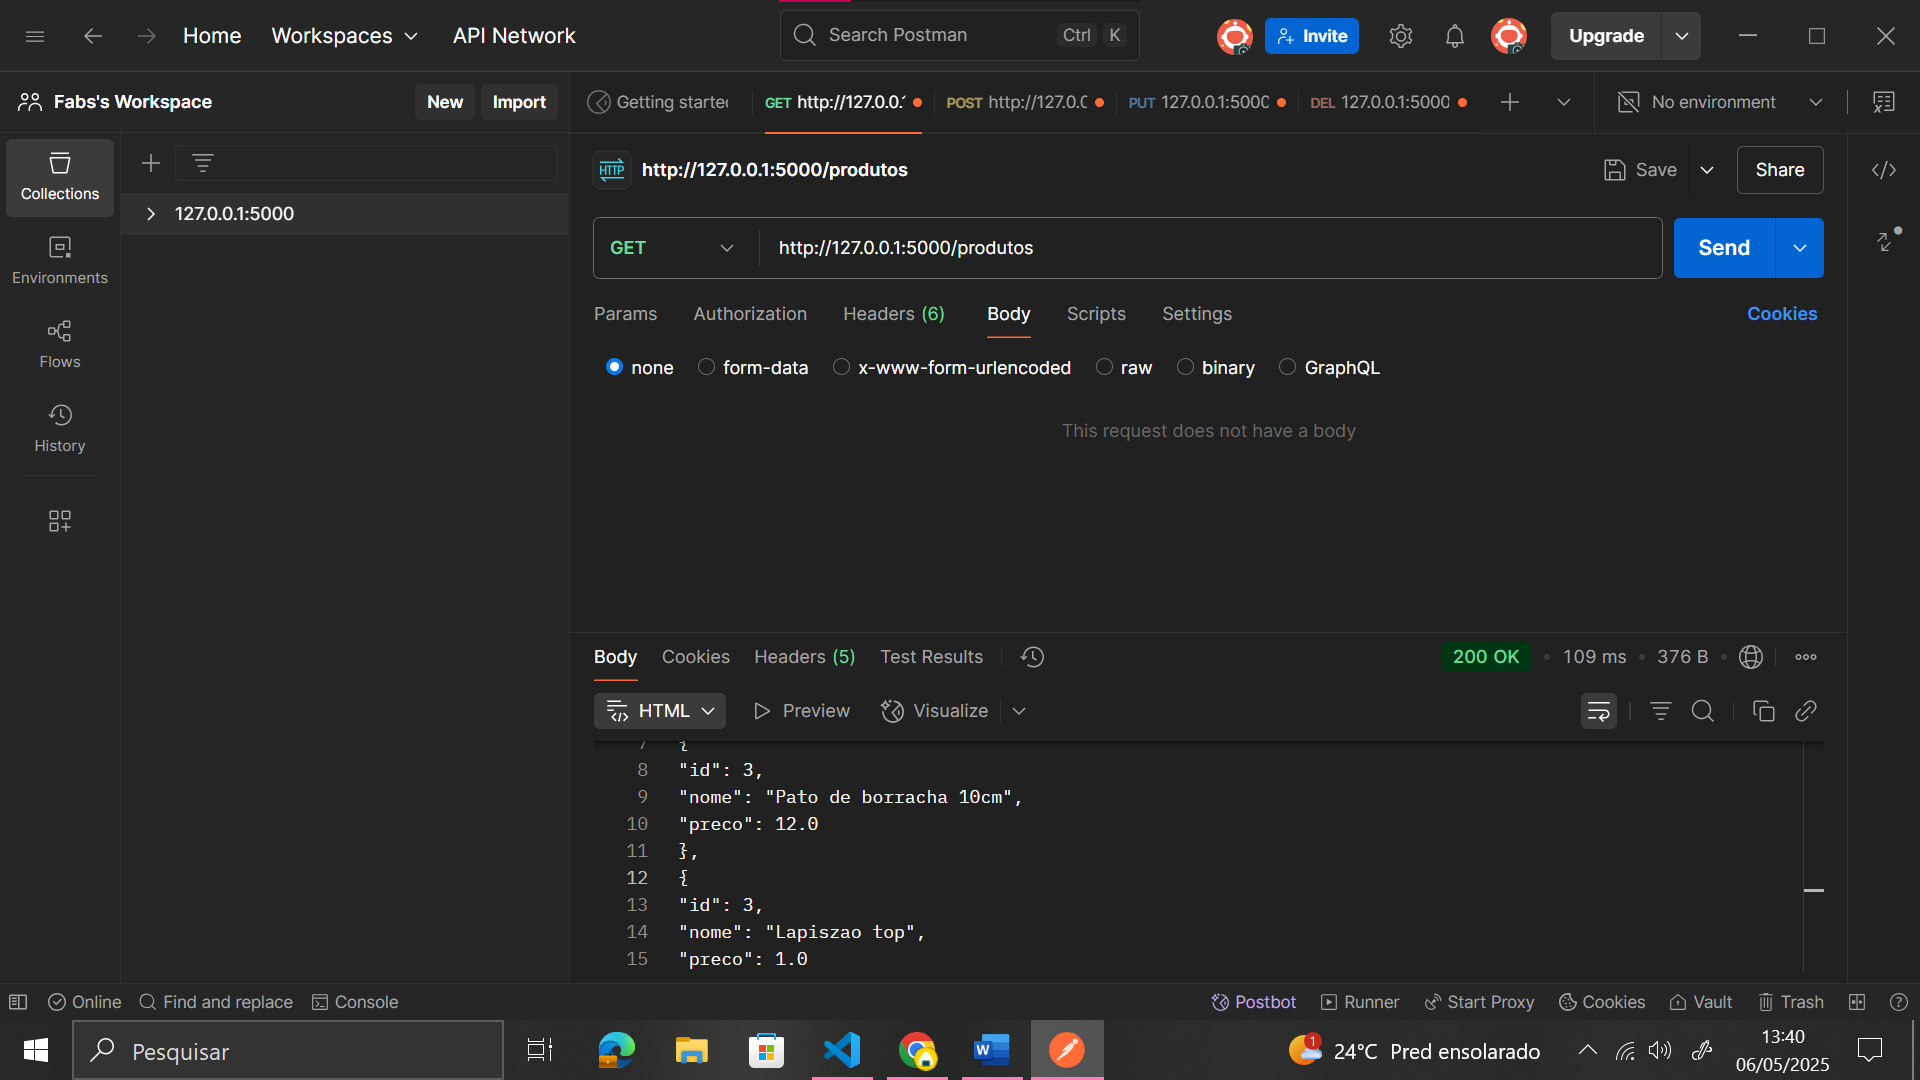 Home
Workspaces
API Network
Search Postman
Ctrl K
Invite
Upgrade
Fabs's Workspace
New
Import
Getting starte
GET http://127.0.0.
POST http://127.0.0
PUT 127.0.0.1:5000
DEL 127.0.0.1:5000
No environment
Collections
Environments
Flows
History
127.0.0.1:5000
HTTP
http://127.0.0.1:5000/produtos
Save
Share
GET
http://127.0.0.1:5000/produtos
Send
Params
Authorization
Headers (6)
Body
Scripts
Settings
Cookies
none
form-data
x-www-form-urlencoded
raw
binary
GraphQL
This request does not have a body
Body
Cookies
Headers (5)
Test Results
200 OK
109 ms
376 B
HTML
Preview
Visualize
7 {
8 "id": 3,
9 "nome": "Pato de borracha 10cm",
10 "preco": 12.0
11 },
12 {
13 "id": 3,
14 "nome": "Lapiszao top",
15 "preco": 1.0
Online
Find and replace
Console
Postbot
Runner
Start Proxy
Cookies
Vault
Trash
Pesquisar
1
24°C Pred ensolarado
13:40
06/05/2025